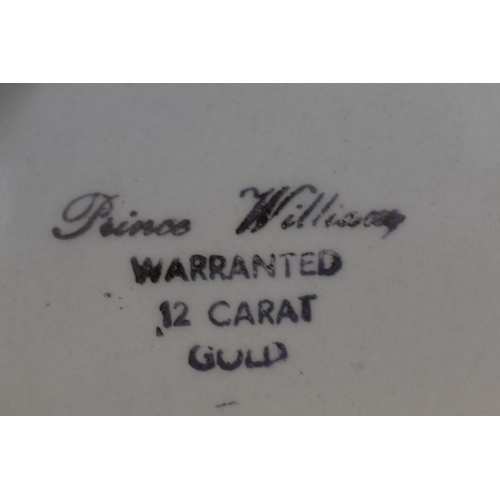 Prince William
WARRANTED
12 CARAT
GOLD